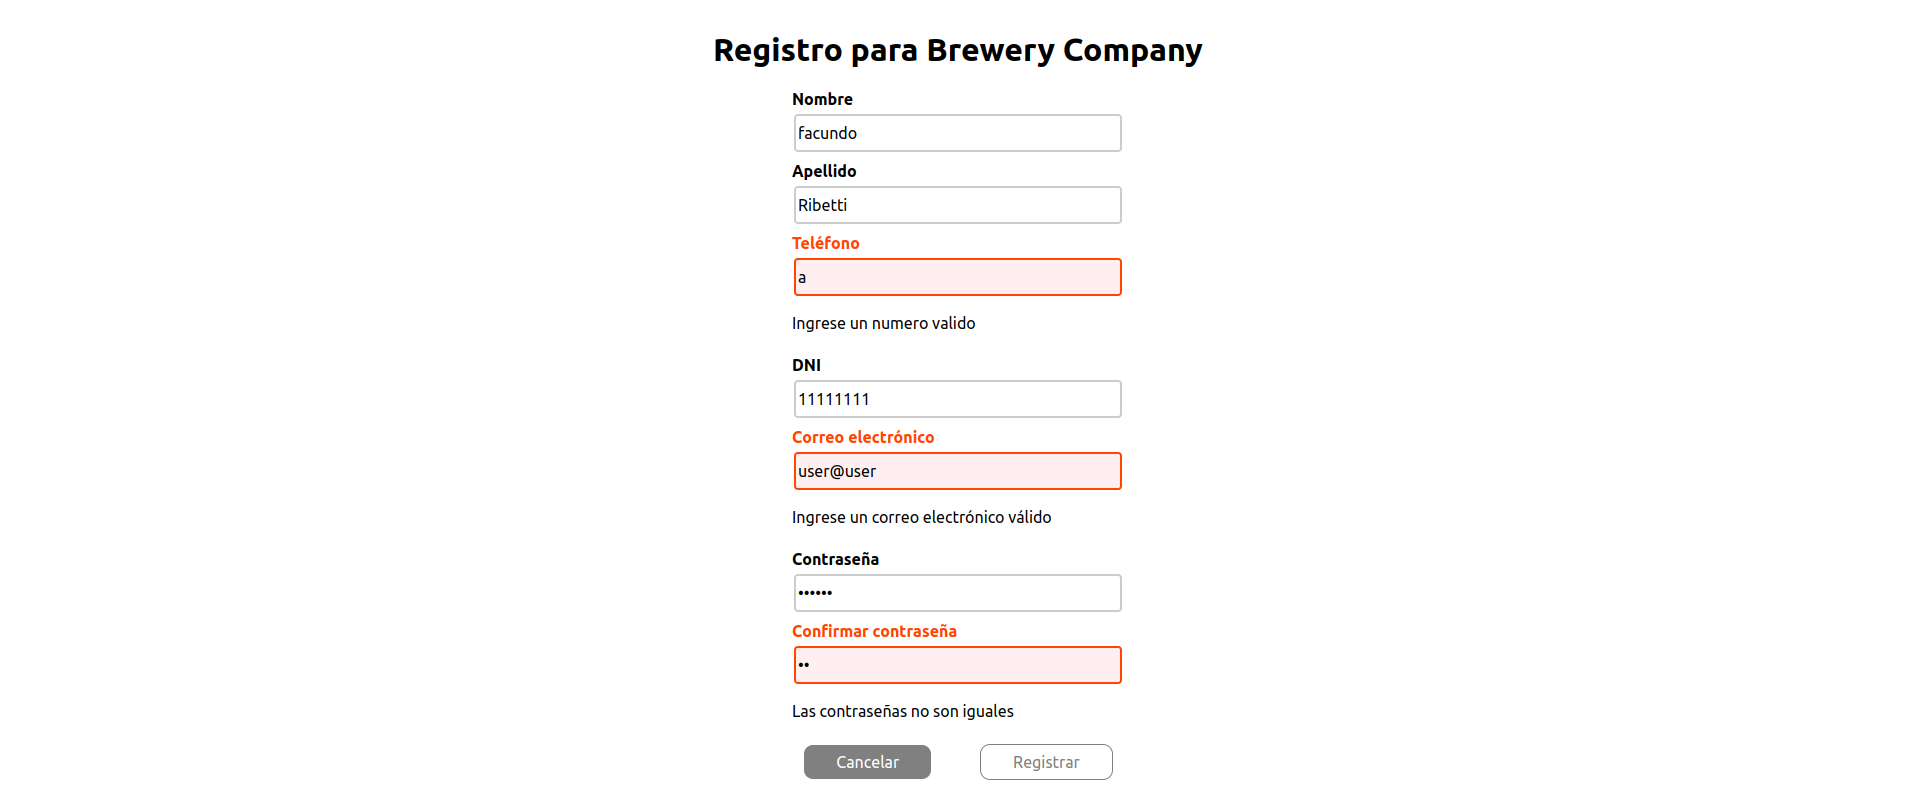 Registro para Brewery Company
Nombre
facundo
Apellido
Ribetti
Teléfono
a
Ingrese un numero valido
DNI
11111111
Correo electrónico
user@user
Ingrese un correo electrónico válido
Contraseña
••••••
Confirmar contraseña
••
Las contraseñas no son iguales
Cancelar Registrar